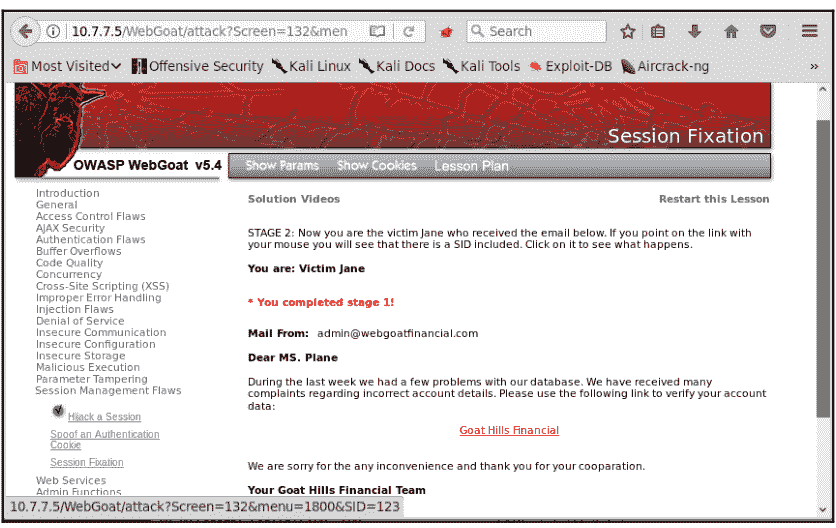 10.7.7.5/WebGoat/attack?Screen=132&men
Search
Most Visited
Offensive Security
Kali Linux
Kali Docs
Kali Tools
Exploit-DB
Aircrack-ng
»
Session Fixation
OWASP WebGoat v5.4
Show Params
Show Cookies
Lesson Plan
Introduction
General
Access Control Flaws
AJAX Security
Authentication Flaws
Buffer Overflows
Code Quality
Concurrency
Cross-Site Scripting (XSS)
Improper Error Handling
Injection Flaws
Denial of Service
Insecure Communication
Insecure Configuration
Insecure Storage
Malicious Execution
Parameter Tampering
Session Management Flaws
Hijack a Session
Spoof an Authentication
Cookie
Session Fixation
Web Services
Admin Functions
Solution Videos
Restart this Lesson
STAGE 2: Now you are the victim Jane who received the email below. If you point on the link with
your mouse you will see that there is a SID included. Click on it to see what happens.
You are: Victim Jane
* You completed stage 1!
Mail From: admin@webgoatfinancial.com
Dear MS. Plane
During the last week we had a few problems with our database. We have received many
complaints regarding incorrect account details. Please use the following link to verify your account
data:
Goat Hills Financial
We are sorry for the any inconvenience and thank you for your cooparation.
Your Goat Hills Financial Team
10.7.7.5/WebGoat/attack?Screen=132&menu=1800&SID=123